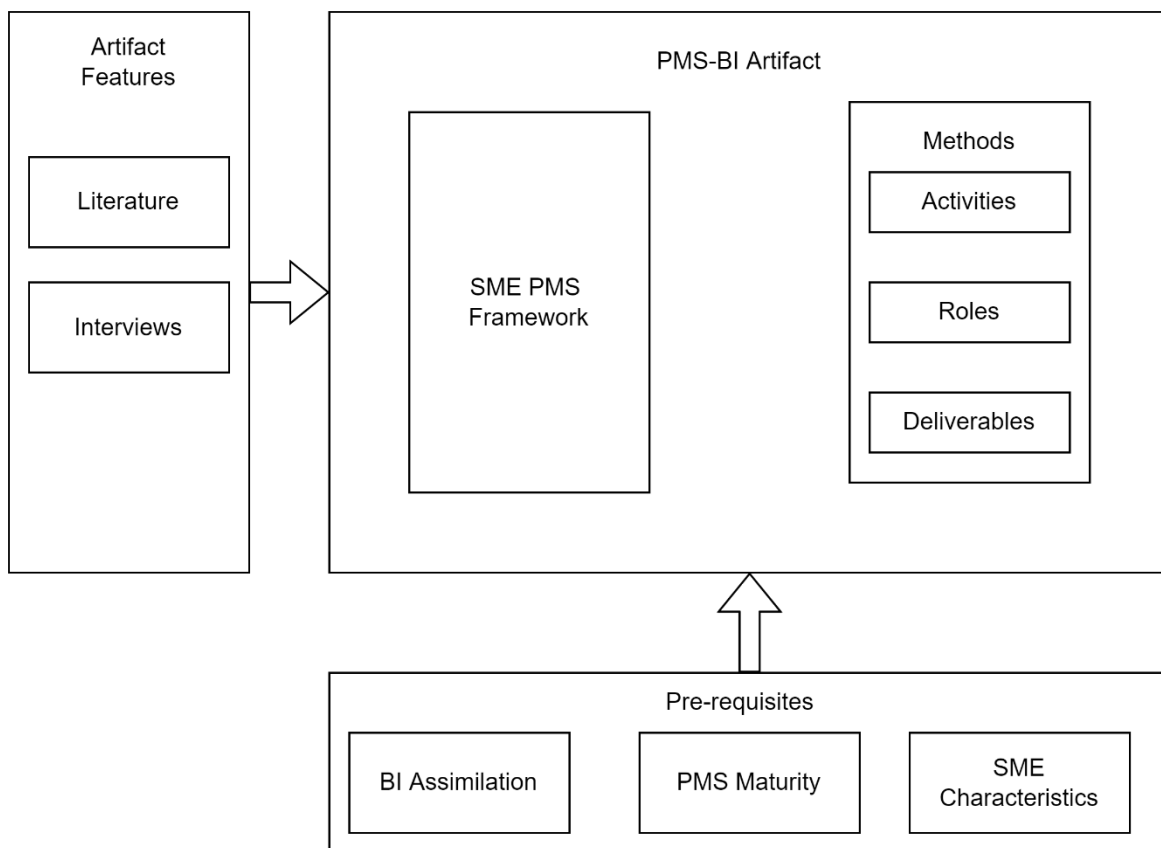 Artifact
Features
Literature
Interviews
PMS-BI Artifact
SME PMS
Framework
Methods
Activities
Roles
Deliverables
Pre-requisites
BI Assimilation
PMS Maturity
SME
Characteristics